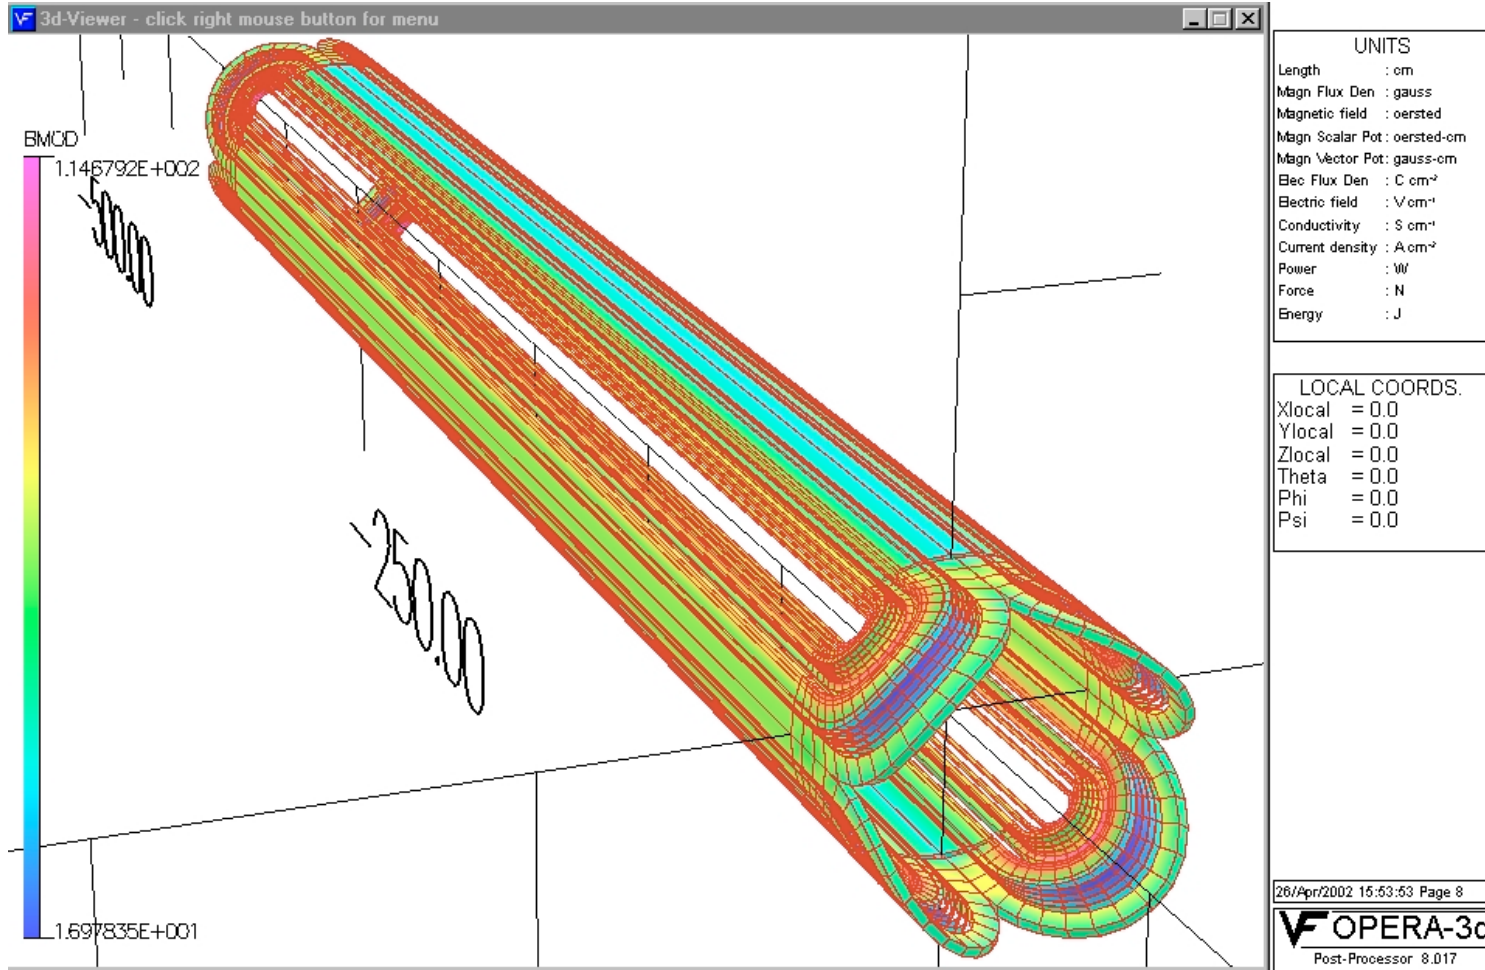 3d-Viewer - click right mouse button for menu
BMOD
1.146792E+002
-500.00
-250.00
1.697835E+001
UNITS
Length : cm
Magn Flux Den : gauss
Magnetic field : oersted
Magn Scalar Pot : oersted-cm
Magn Vector Pot : gauss-cm
Elec Flux Den : C cm⁻²
Electric field : V cm⁻¹
Conductivity : S cm⁻¹
Current density : A cm⁻²
Power : W
Force : N
Energy : J
LOCAL COORDS.
Xlocal = 0.0
Ylocal = 0.0
Zlocal = 0.0
Theta = 0.0
Phi = 0.0
Psi = 0.0
26/Apr/2002 15:53:53 Page 8
VF OPERA-3d
Post-Processor 8.017